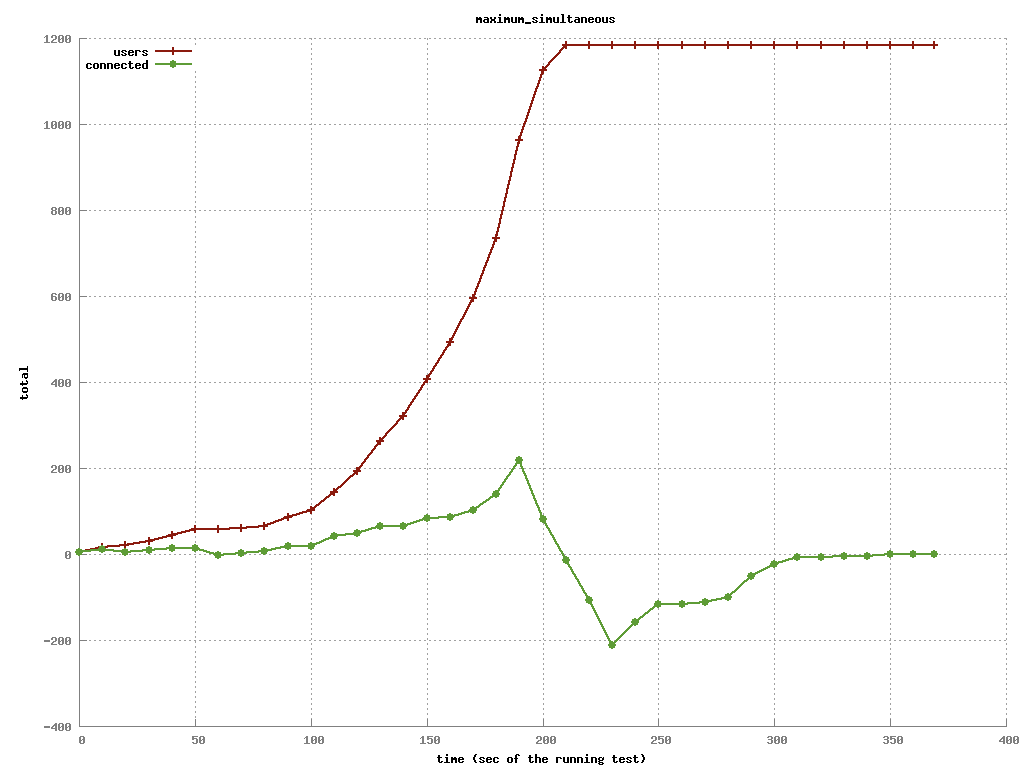 maximum_simultaneous
users
connected
1200
1000
800
600
400
200
0
-200
-400
total
0 50 100 150 200 250 300 350 400
time (sec of the running test)